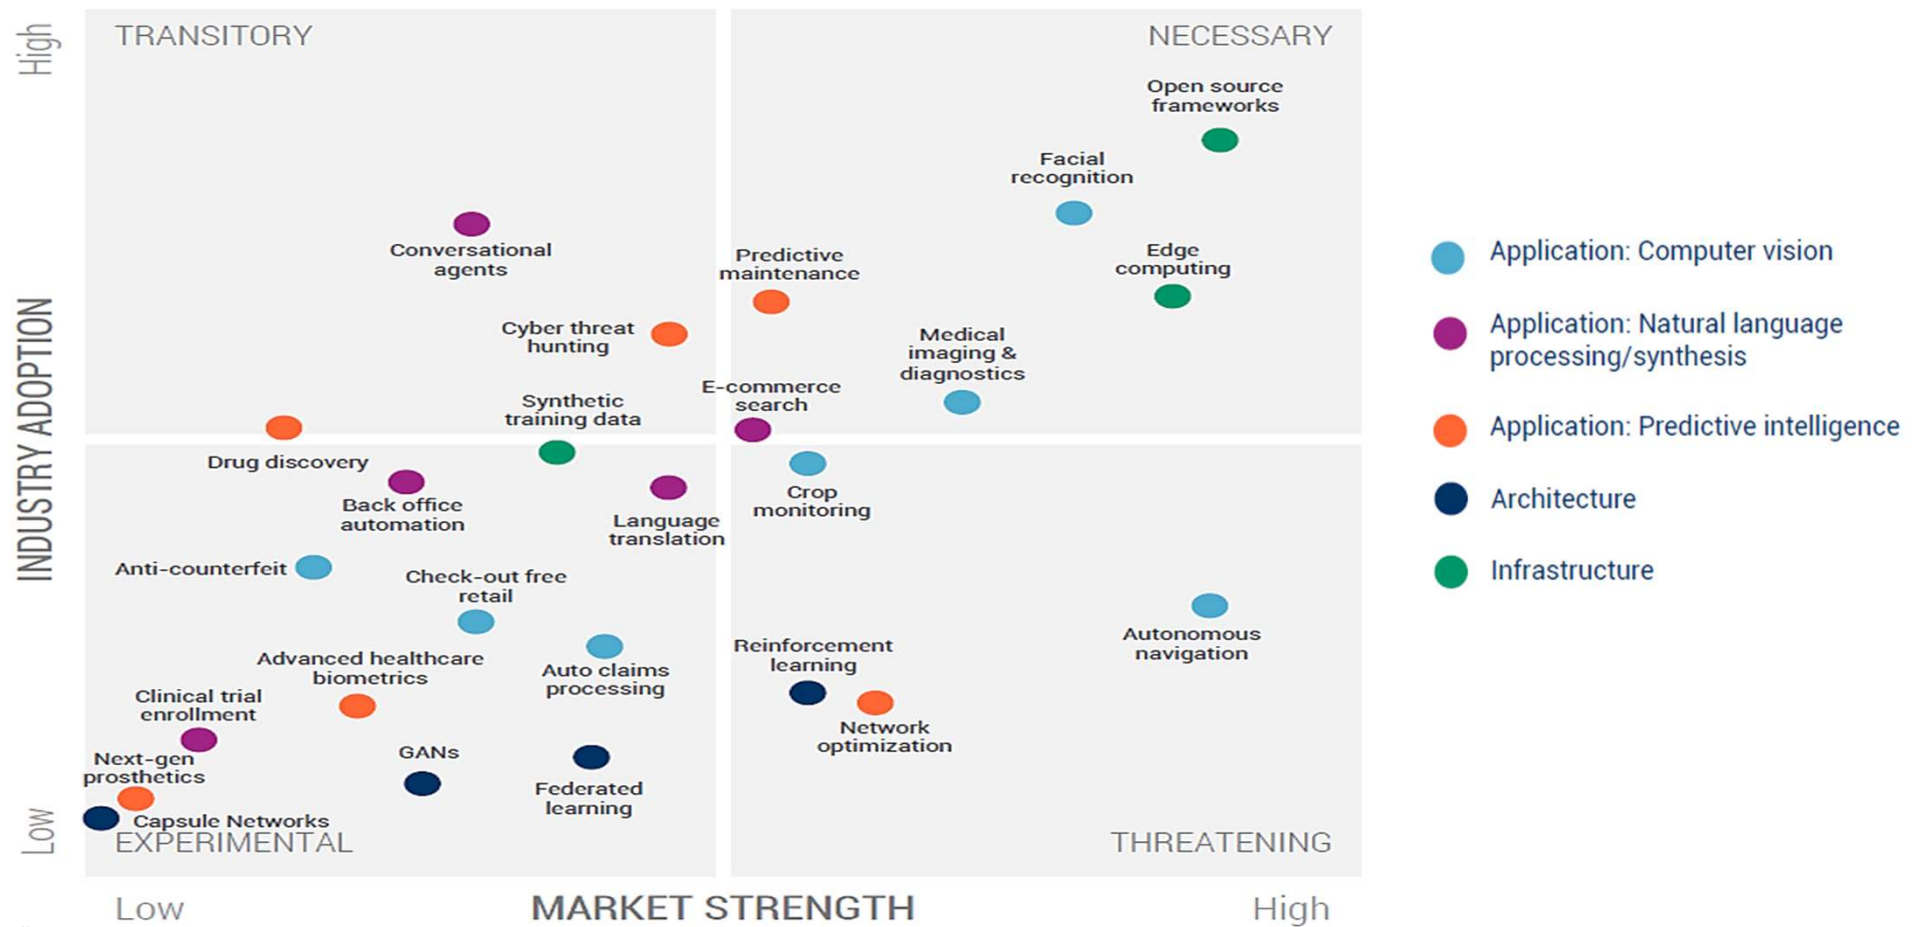 High
TRANSITORY
NECESSARY
Open source
frameworks
Facial
recognition
Conversational
agents
Predictive
maintenance
Edge
computing
Cyber threat
hunting
Medical
imaging &
diagnostics
E-commerce
search
Synthetic
training data
Drug discovery
Back office
automation
Language
translation
Crop
monitoring
Anti-counterfeit
Check-out free
retail
Autonomous
navigation
Reinforcement
learning
Advanced healthcare
biometrics
Auto claims
processing
Clinical trial
enrollment
Network
optimization
Next-gen
prosthetics
GANs
Federated
learning
Capsule Networks
EXPERIMENTAL
THREATENING
INDUSTRY ADOPTION
Low
Low
MARKET STRENGTH
High
Application: Computer vision
Application: Natural language
processing/synthesis
Application: Predictive intelligence
Architecture
Infrastructure